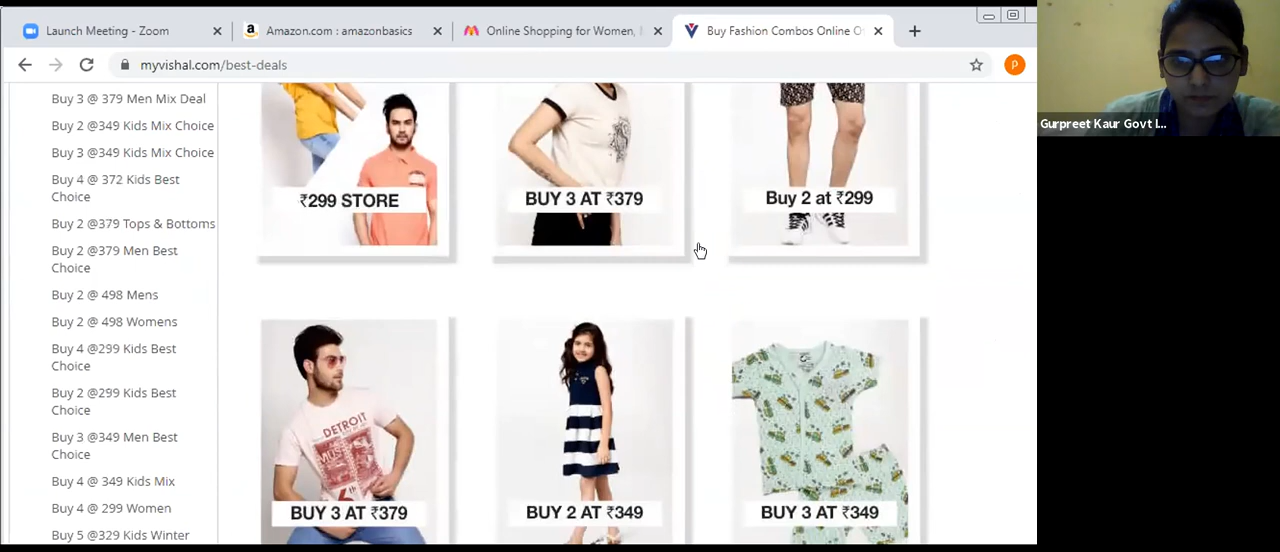 Launch Meeting - Zoom
Amazon.com : amazonbasics
Online Shopping for Women,
Buy Fashion Combos Online O
myvishal.com/best-deals
P
Gurpreet Kaur Govt I...
Buy 3 @ 379 Men Mix Deal
Buy 2 @349 Kids Mix Choice
Buy 3 @349 Kids Mix Choice
Buy 4 @ 372 Kids Best
Choice
Buy 2 @379 Tops & Bottoms
Buy 2 @379 Men Best
Choice
Buy 2 @ 498 Mens
Buy 2 @ 498 Womens
Buy 4 @299 Kids Best
Choice
Buy 2 @299 Kids Best
Choice
Buy 3 @349 Men Best
Choice
Buy 4 @ 349 Kids Mix
Buy 4 @ 299 Women
Buy 5 @329 Kids Winter
₹299 STORE
BUY 3 AT ₹379
Buy 2 at ₹299
DETROIT
BUY 3 AT ₹379
BUY 2 AT ₹349
BUY 3 AT ₹349